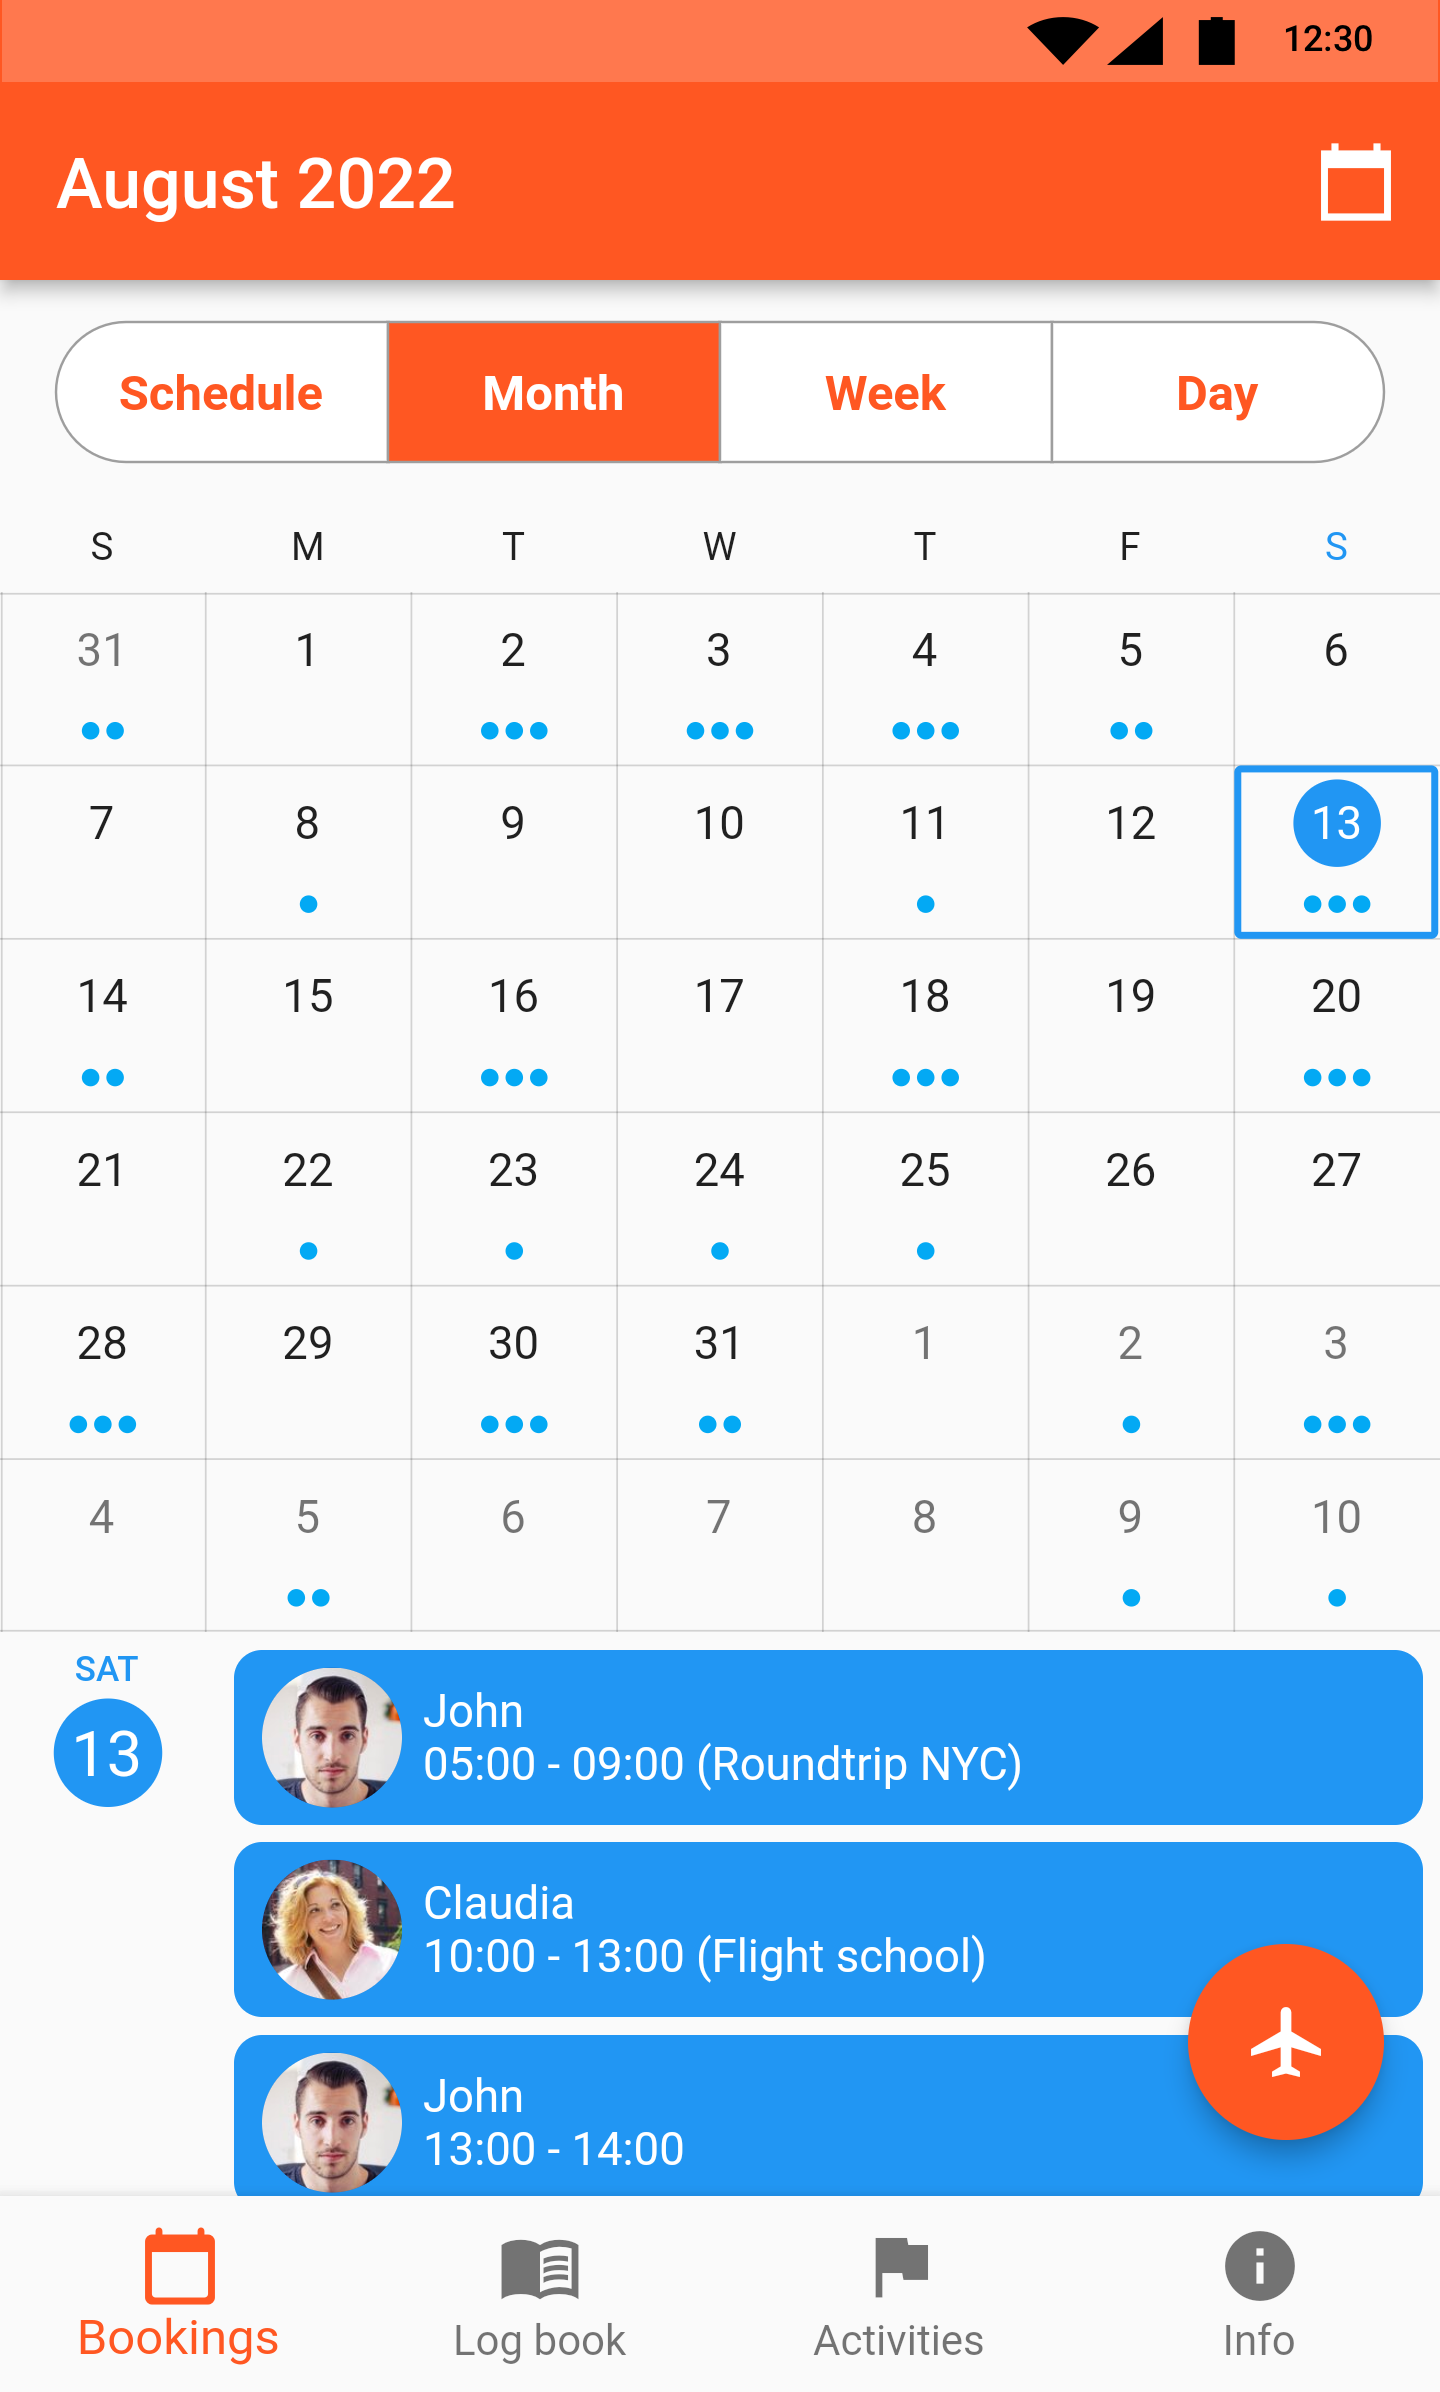 12:30
August 2022
Schedule Month Week Day
S M T W T F S
31 1 2 3 4 5 6
7 8 9 10 11 12 13
14 15 16 17 18 19 20
21 22 23 24 25 26 27
28 29 30 31 1 2 3
4 5 6 7 8 9 10
SAT
13
John
05:00 - 09:00 (Roundtrip NYC)
Claudia
10:00 - 13:00 (Flight school)
John
13:00 - 14:00
Bookings Log book Activities Info